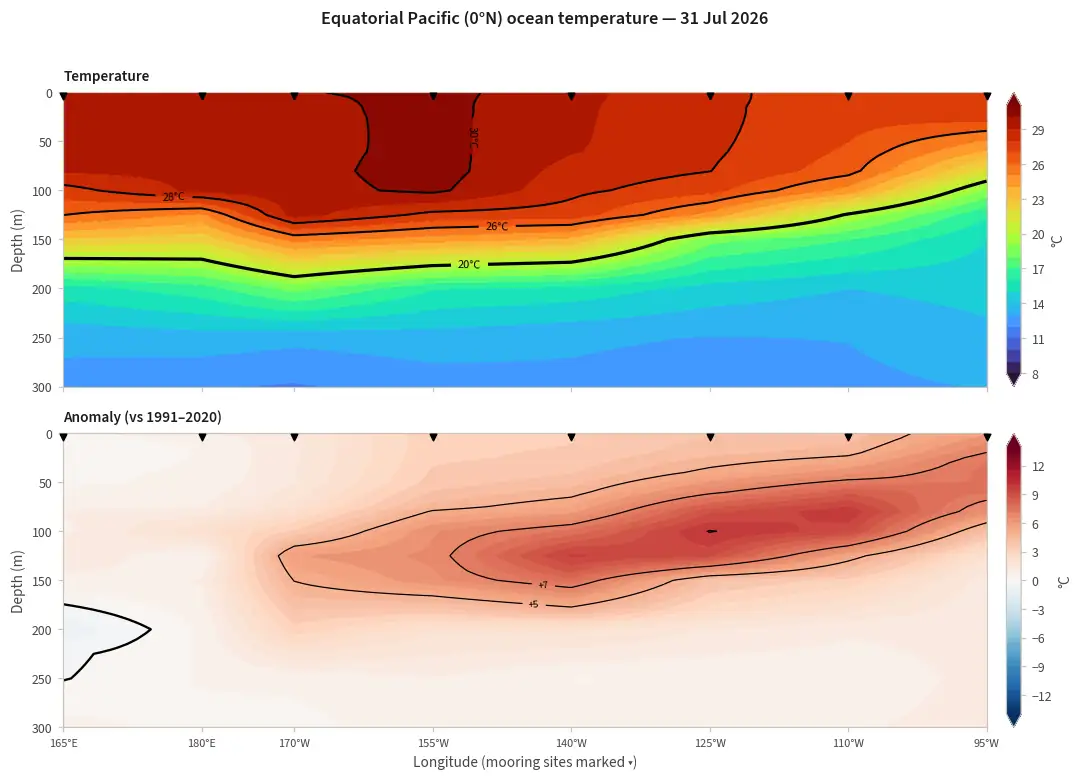 Equatorial Pacific (0°N) ocean temperature — 31 Jul 2026
Temperature
0
50
100
150
200
250
300
Depth (m)
28°C
30°C
26°C
20°C
29
26
23
20
17
14
11
8
°C
Anomaly (vs 1991–2020)
0
50
100
150
200
250
300
Depth (m)
+7
+5
12
9
6
3
0
−3
−6
−9
−12
°C
165°E 180°E 170°W 155°W 140°W 125°W 110°W 95°W
Longitude (mooring sites marked ▾)